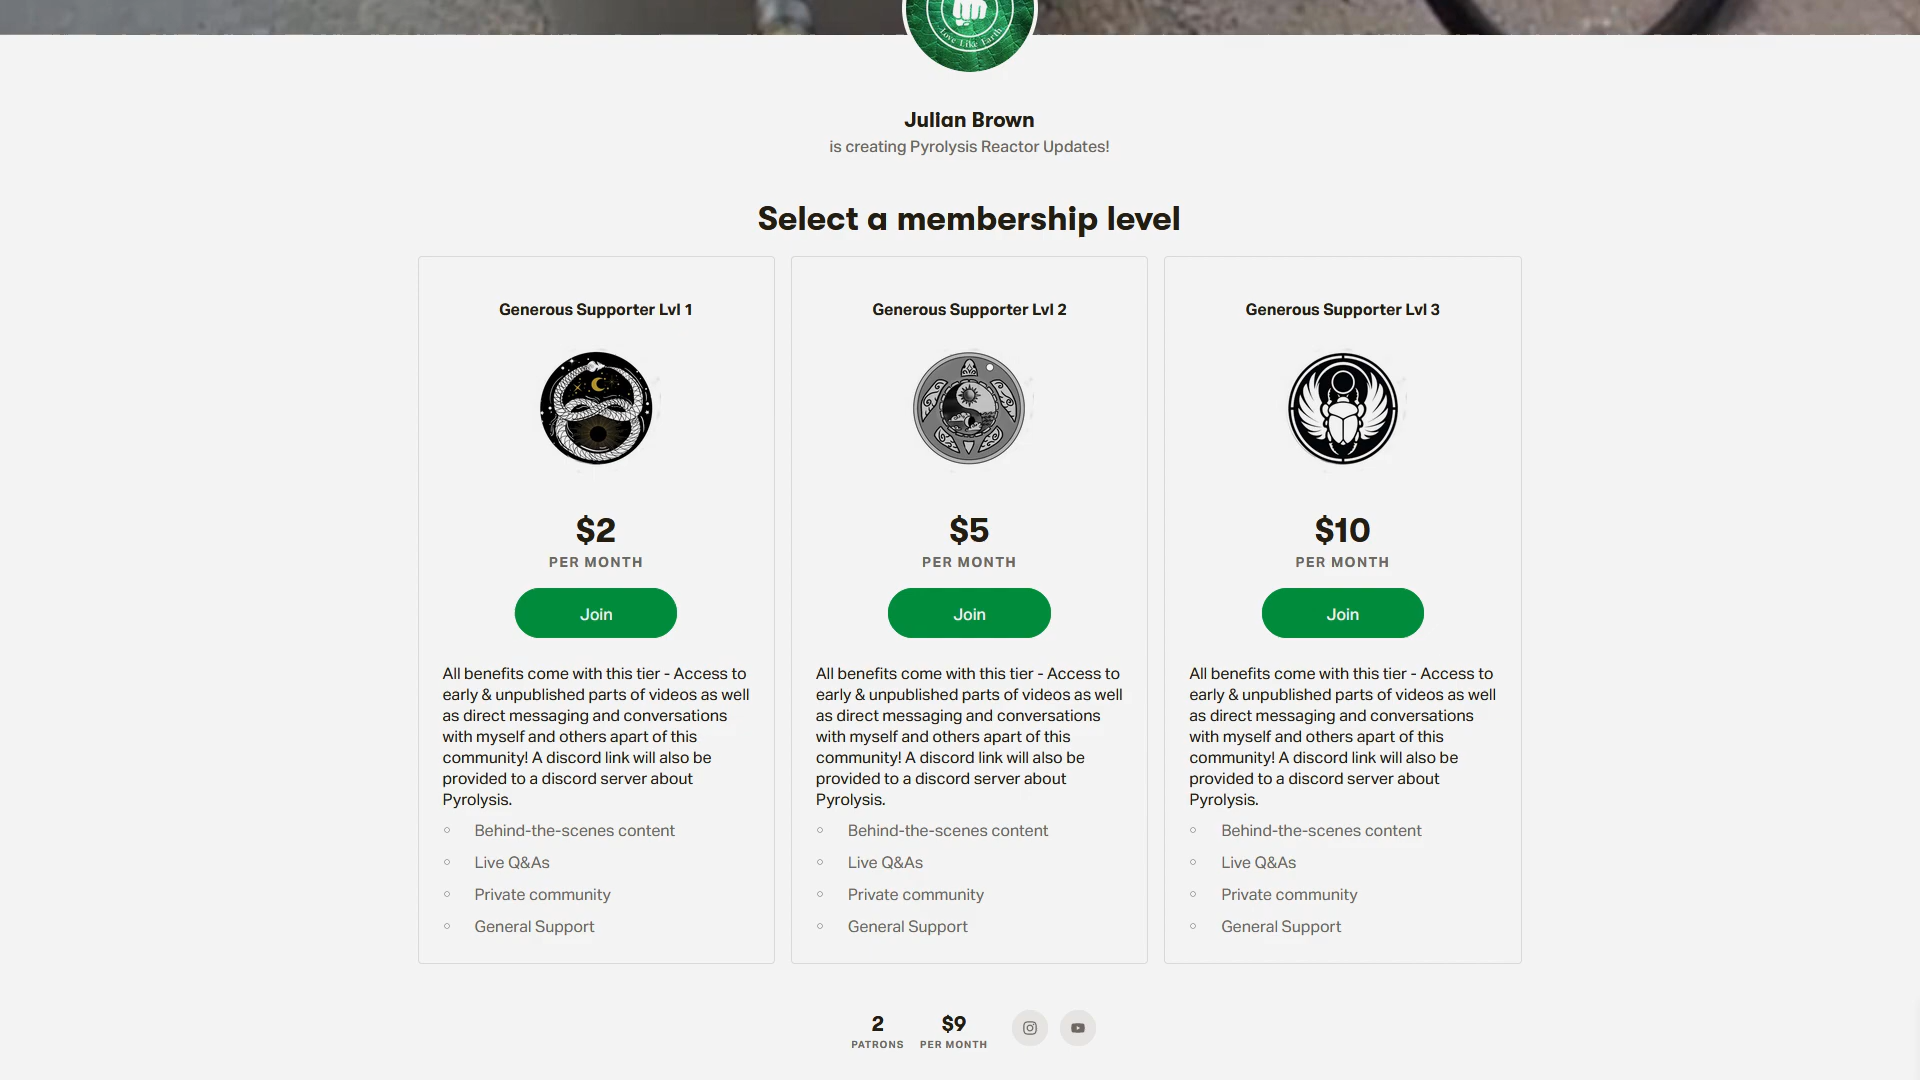 Love Like Earth
Julian Brown
is creating Pyrolysis Reactor Updates!
Select a membership level
Generous Supporter Lvl 1
$2
PER MONTH
Join
All benefits come with this tier - Access to
early & unpublished parts of videos as well
as direct messaging and conversations
with myself and others apart of this
community! A discord link will also be
provided to a discord server about
Pyrolysis.
Behind-the-scenes content
Live Q&As
Private community
General Support
Generous Supporter Lvl 2
$5
PER MONTH
Join
All benefits come with this tier - Access to
early & unpublished parts of videos as well
as direct messaging and conversations
with myself and others apart of this
community! A discord link will also be
provided to a discord server about
Pyrolysis.
Behind-the-scenes content
Live Q&As
Private community
General Support
Generous Supporter Lvl 3
$10
PER MONTH
Join
All benefits come with this tier - Access to
early & unpublished parts of videos as well
as direct messaging and conversations
with myself and others apart of this
community! A discord link will also be
provided to a discord server about
Pyrolysis.
Behind-the-scenes content
Live Q&As
Private community
General Support
2
PATRONS
$9
PER MONTH